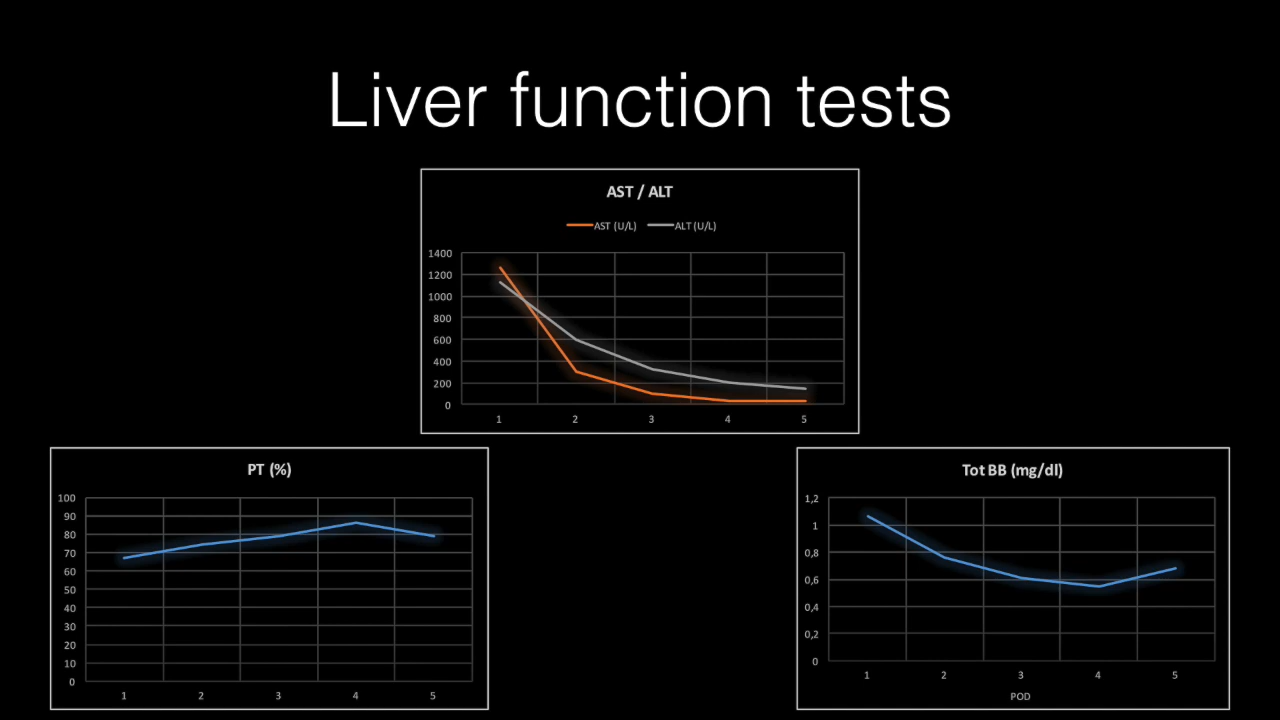 Liver function tests
AST / ALT
AST (U/L) ALT (U/L)
1400
1200
1000
800
600
400
200
0
1 2 3 4 5
PT (%)
100
90
80
70
60
50
40
30
20
10
0
1 2 3 4 5
Tot BB (mg/dl)
1,2
1
0,8
0,6
0,4
0,2
0
1 2 3 4 5
POD